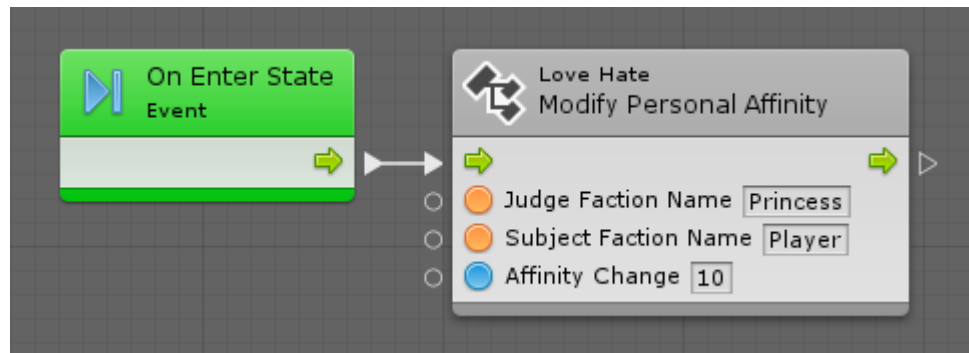 On Enter State
Event
Love Hate
Modify Personal Affinity
Judge Faction Name Princess
Subject Faction Name Player
Affinity Change 10